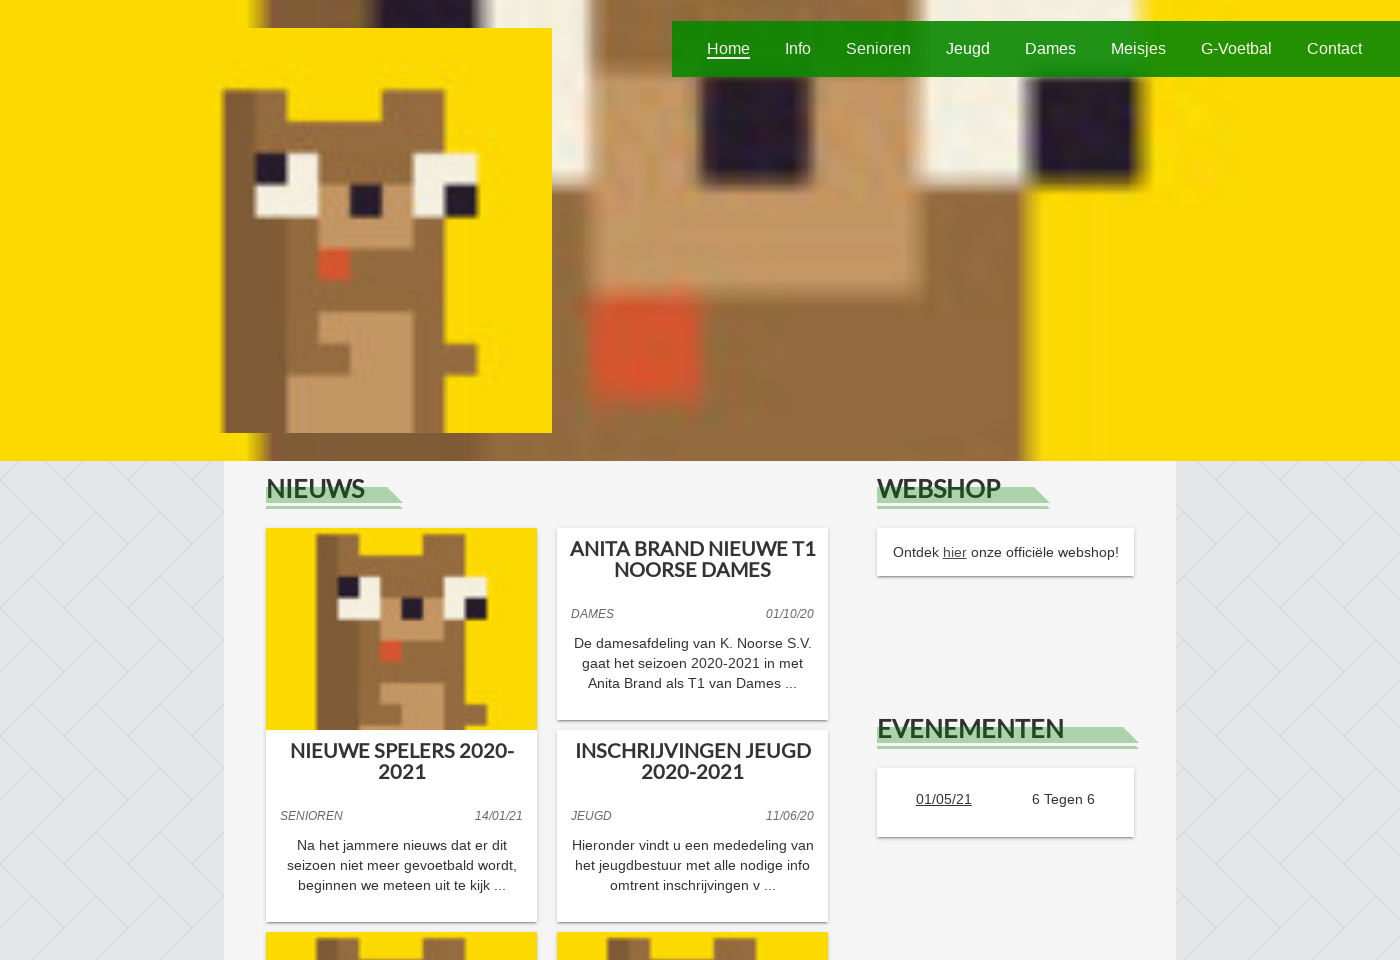 Home Info Senioren Jeugd Dames Meisjes G-Voetbal Contact
NIEUWS
NIEUWE SPELERS 2020-
2021
SENIOREN 14/01/21
Na het jammere nieuws dat er dit
seizoen niet meer gevoetbald wordt,
beginnen we meteen uit te kijk ...
ANITA BRAND NIEUWE T1
NOORSE DAMES
DAMES 01/10/20
De damesafdeling van K. Noorse S.V.
gaat het seizoen 2020-2021 in met
Anita Brand als T1 van Dames ...
INSCHRIJVINGEN JEUGD
2020-2021
JEUGD 11/06/20
Hieronder vindt u een mededeling van
het jeugdbestuur met alle nodige info
omtrent inschrijvingen v ...
WEBSHOP
Ontdek hier onze officiële webshop!
EVENEMENTEN
01/05/21 6 Tegen 6